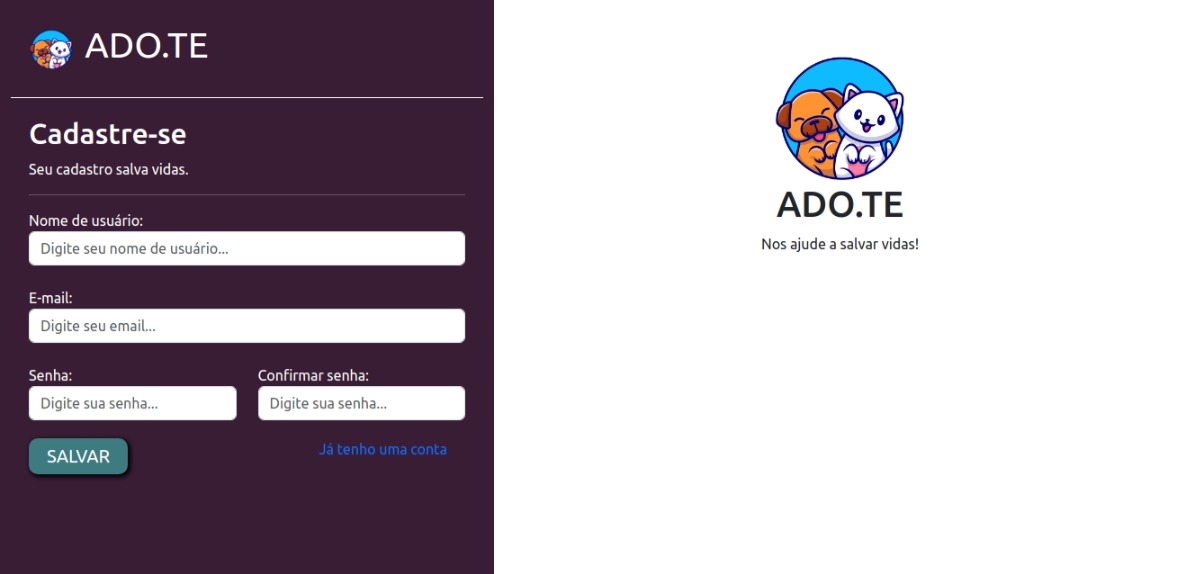 ADO.TE
Cadastre-se
Seu cadastro salva vidas.
Nome de usuário:
Digite seu nome de usuário...
E-mail:
Digite seu email...
Senha:
Confirmar senha:
Digite sua senha...
Digite sua senha...
SALVAR
Já tenho uma conta
ADO.TE
Nos ajude a salvar vidas!